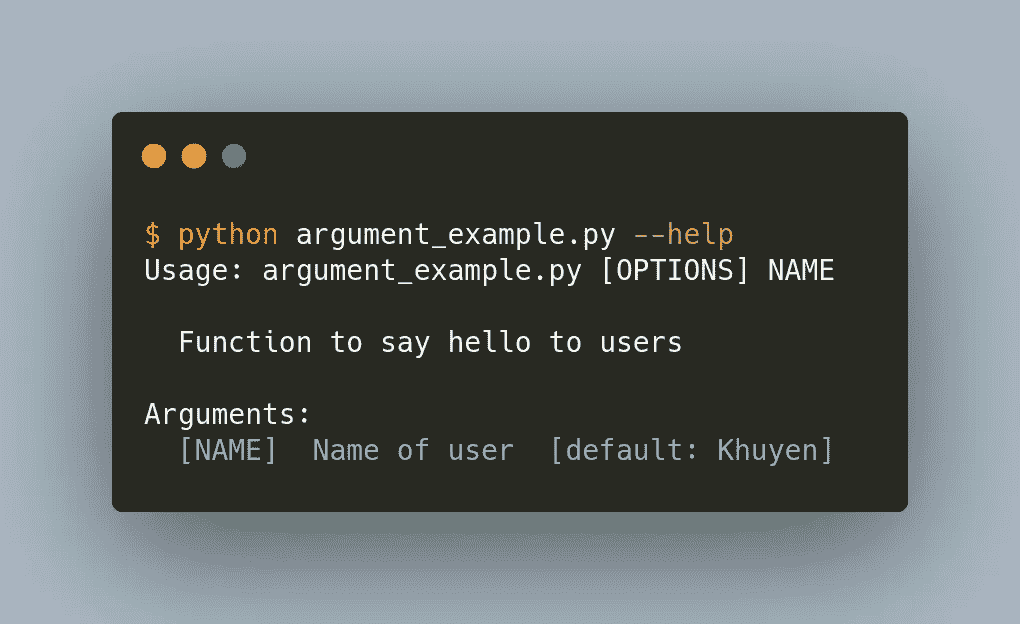 $ python argument_example.py --help
Usage: argument_example.py [OPTIONS] NAME
Function to say hello to users
Arguments:
[NAME]  Name of user  [default: Khuyen]